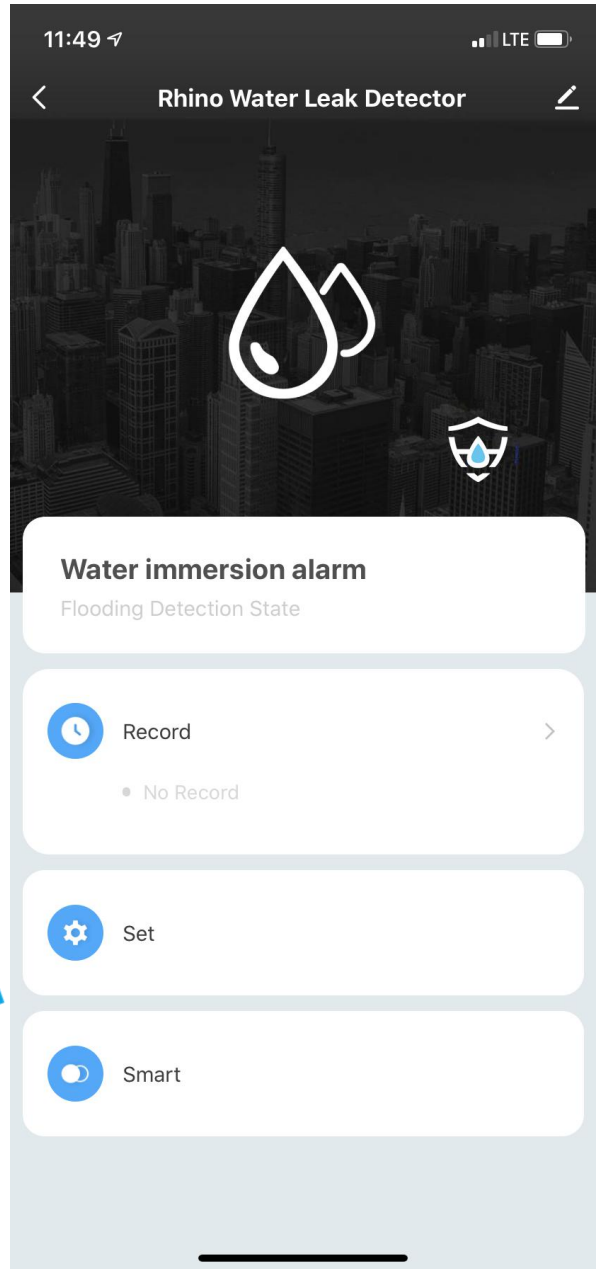 11:49
LTE
Rhino Water Leak Detector
Water immersion alarm
Flooding Detection State
Record
No Record
Set
Smart